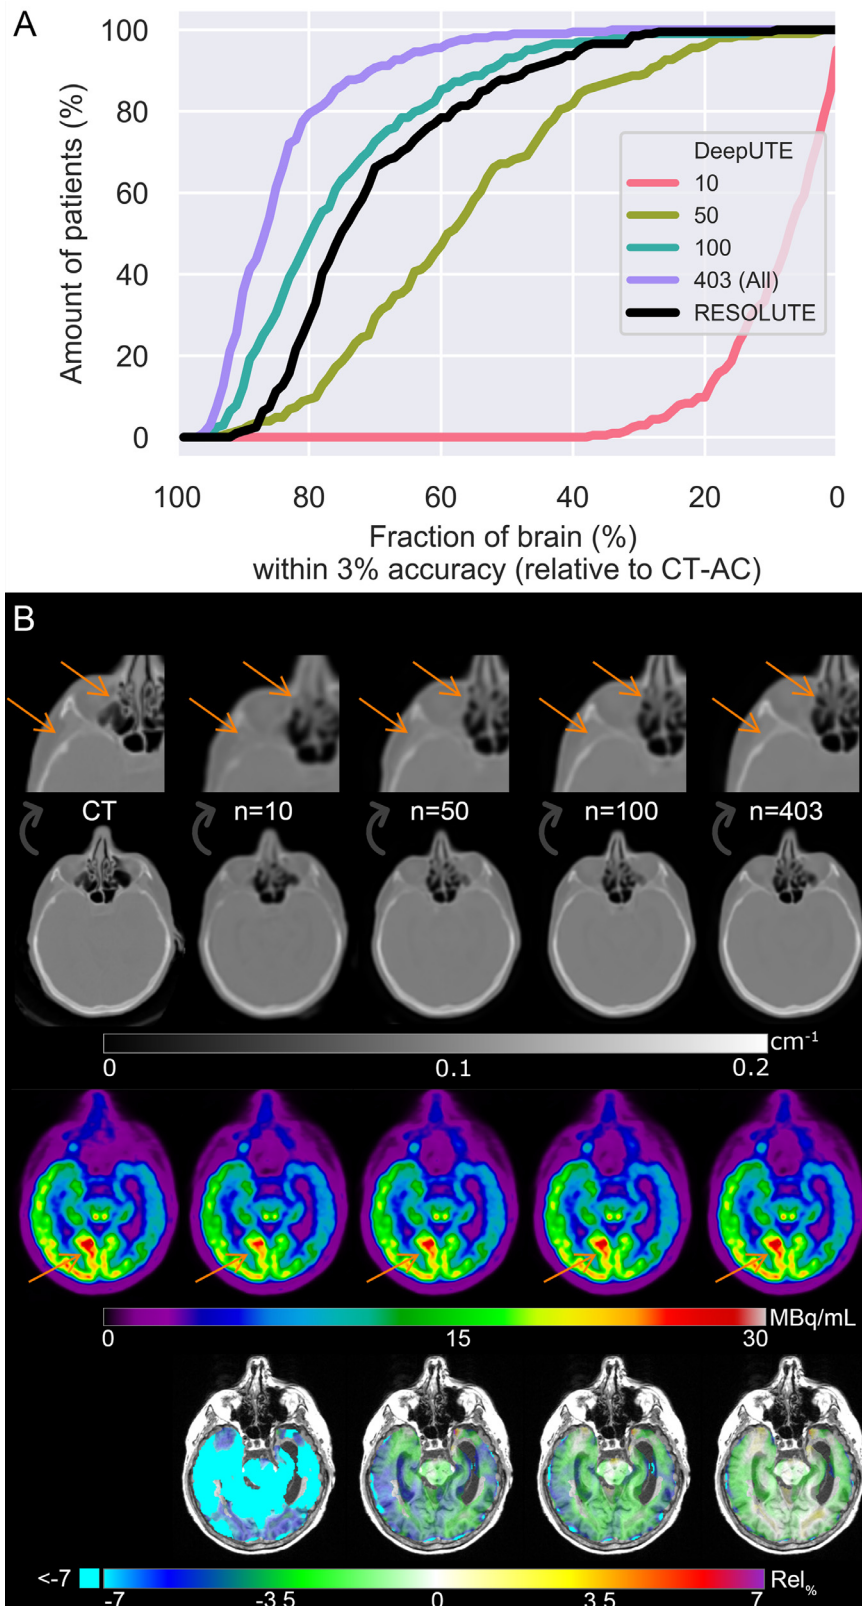 A
100
80
60
40
20
0
Amount of patients (%)
DeepUTE
10
50
100
403 (All)
RESOLUTE
100 80 60 40 20 0
Fraction of brain (%)
within 3% accuracy (relative to CT-AC)
B
CT n=10 n=50 n=100 n=403
cm-1
0 0.1 0.2
MBq/mL
0 15 30
<-7 Rel%
-7 -3.5 0 3.5 7